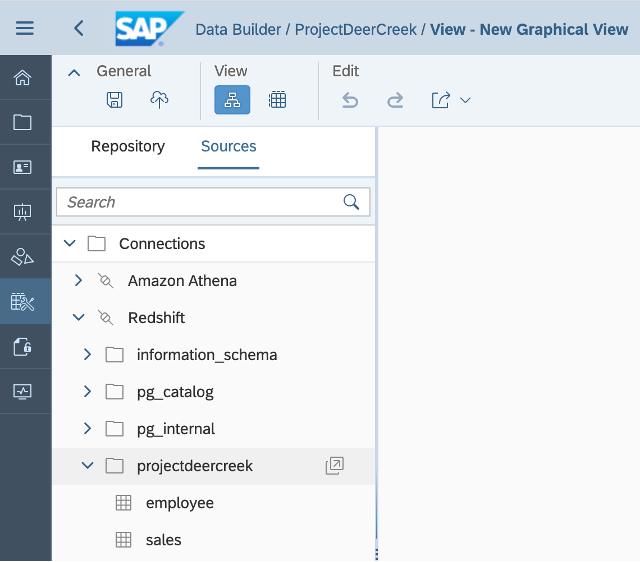 SAP Data Builder / ProjectDeerCreek / View - New Graphical View
General View Edit
Repository Sources
Search
Connections
Amazon Athena
Redshift
information_schema
pg_catalog
pg_internal
projectdeercreek
employee
sales